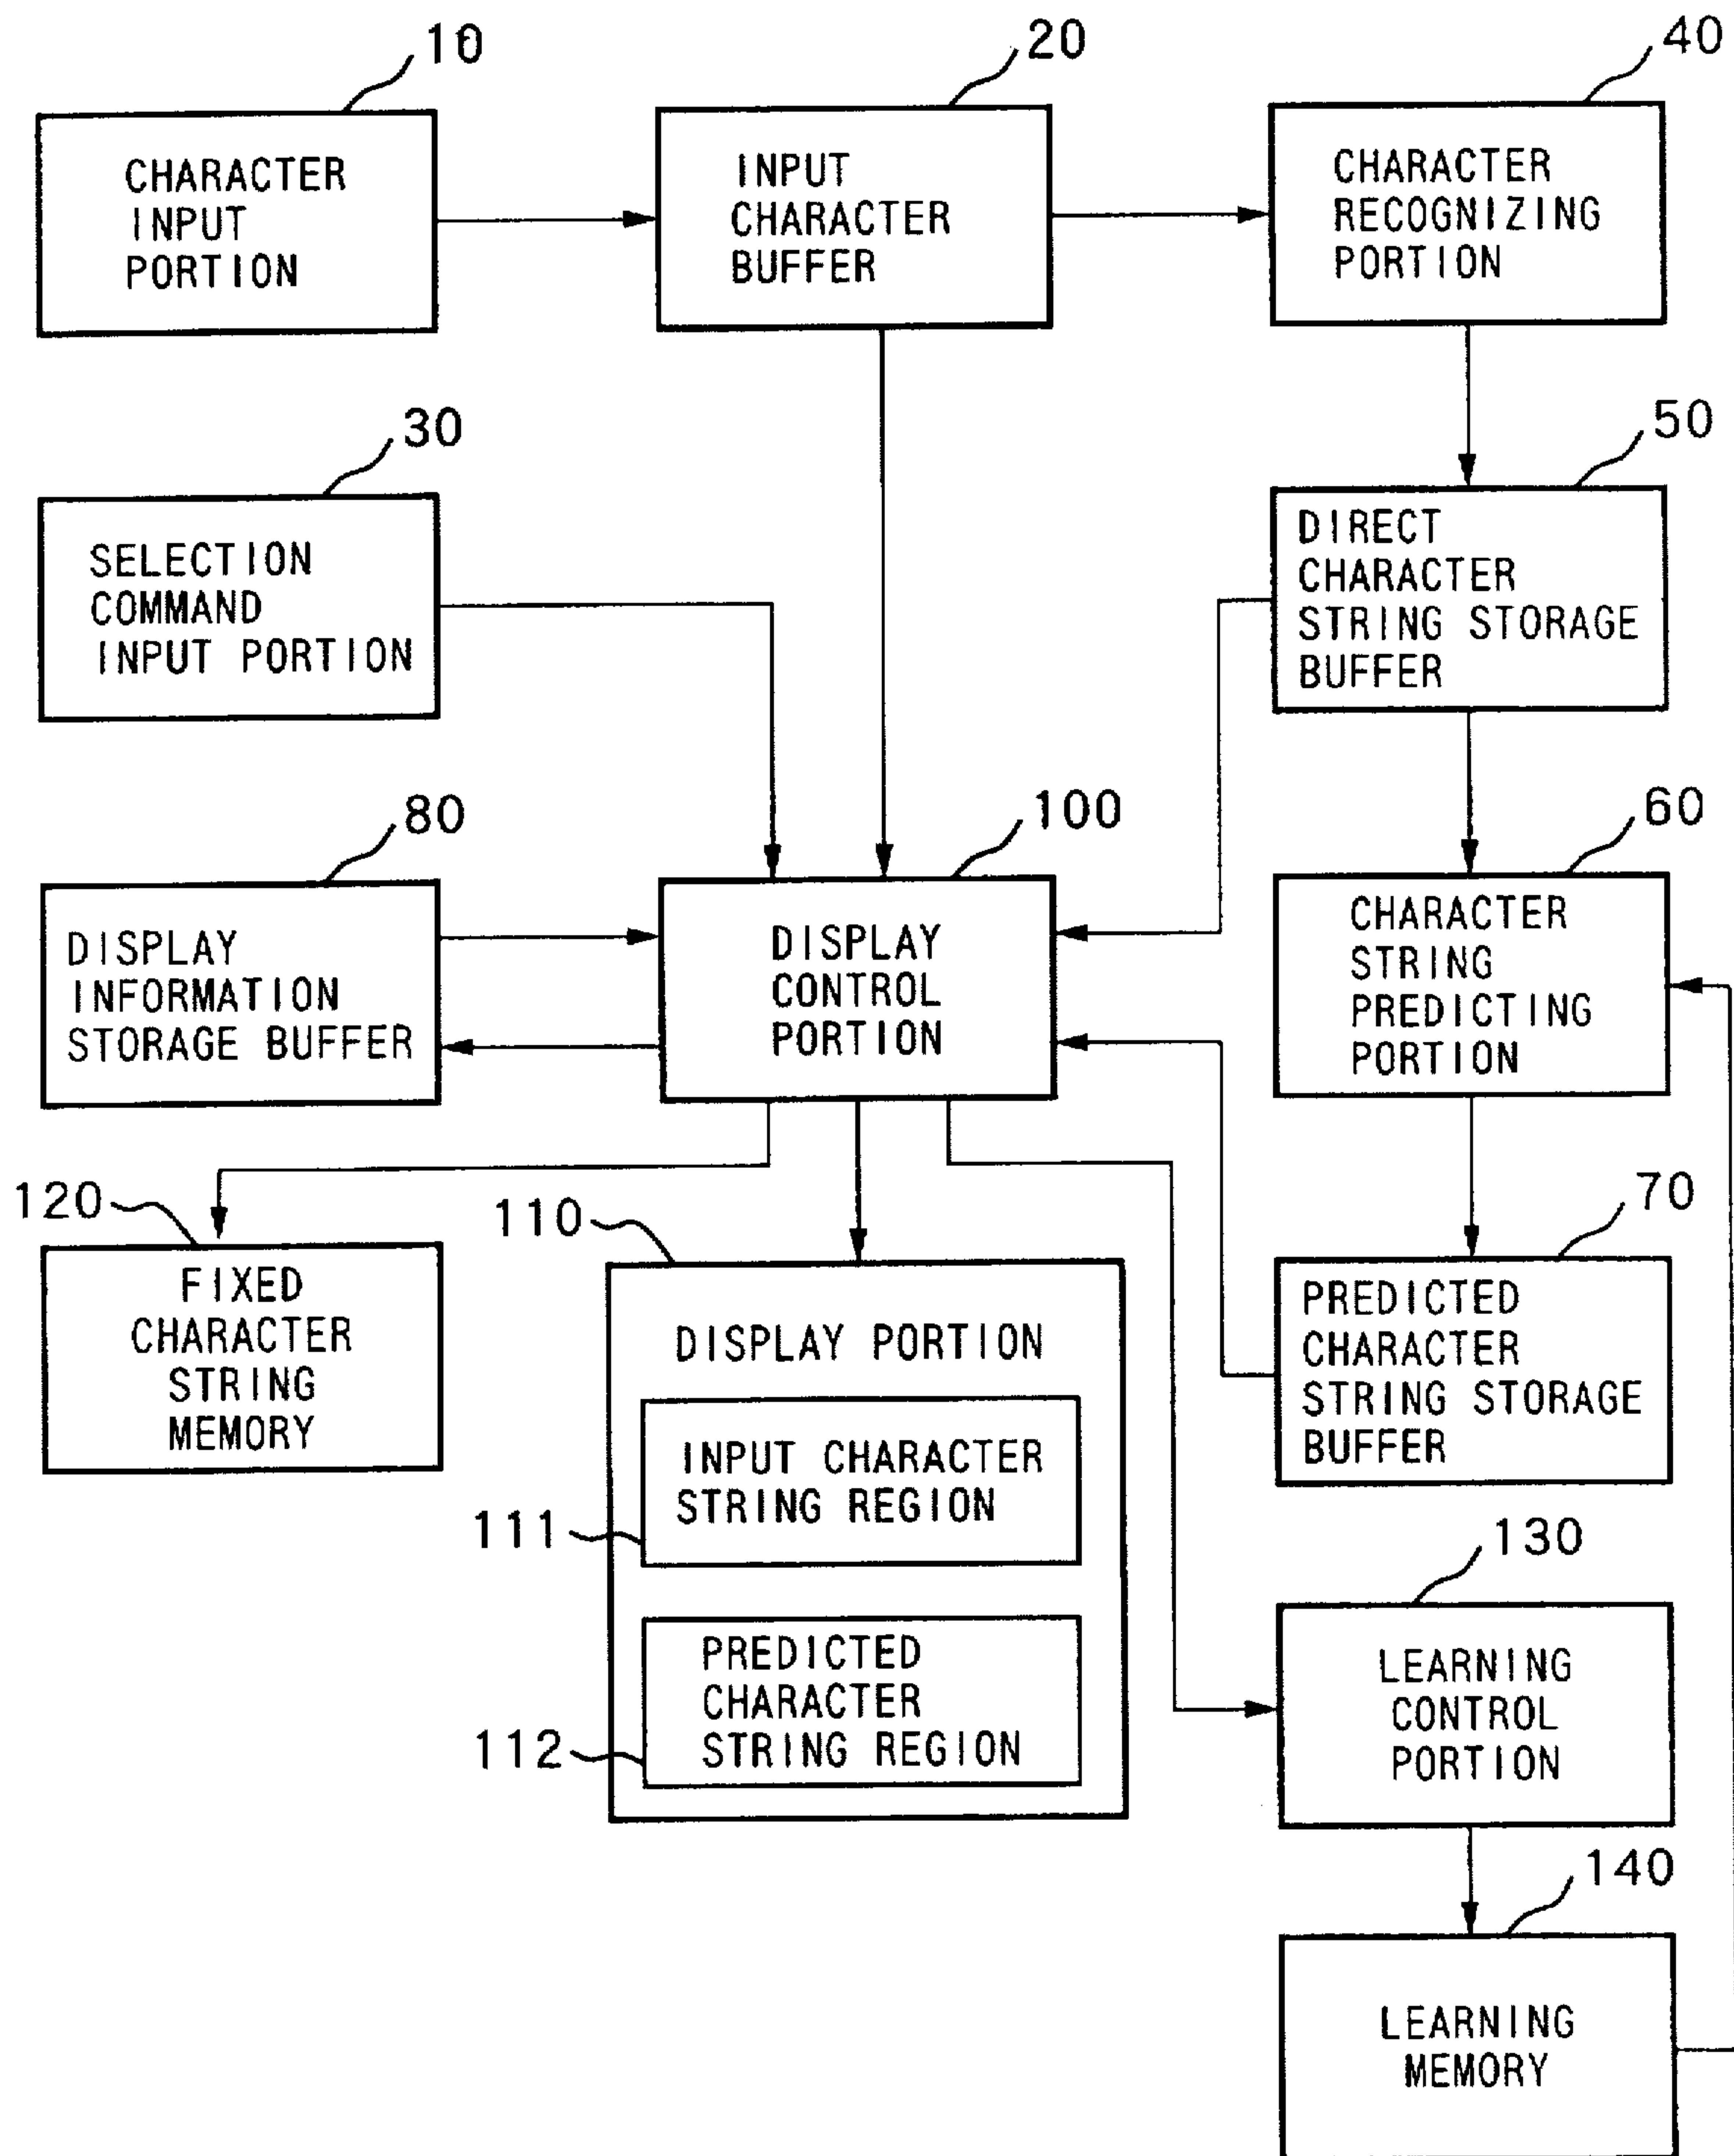 10
20
40
CHARACTER
INPUT
PORTION
INPUT
CHARACTER
BUFFER
CHARACTER
RECOGNIZING
PORTION
30
50
SELECTION
COMMAND
INPUT PORTION
DIRECT
CHARACTER
STRING STORAGE
BUFFER
80
100
60
DISPLAY
INFORMATION
STORAGE BUFFER
DISPLAY
CONTROL
PORTION
CHARACTER
STRING
PREDICTING
PORTION
120
110
70
FIXED
CHARACTER
STRING
MEMORY
DISPLAY PORTION
PREDICTED
CHARACTER
STRING STORAGE
BUFFER
111
INPUT CHARACTER
STRING REGION
130
112
PREDICTED
CHARACTER
STRING REGION
LEARNING
CONTROL
PORTION
140
LEARNING
MEMORY